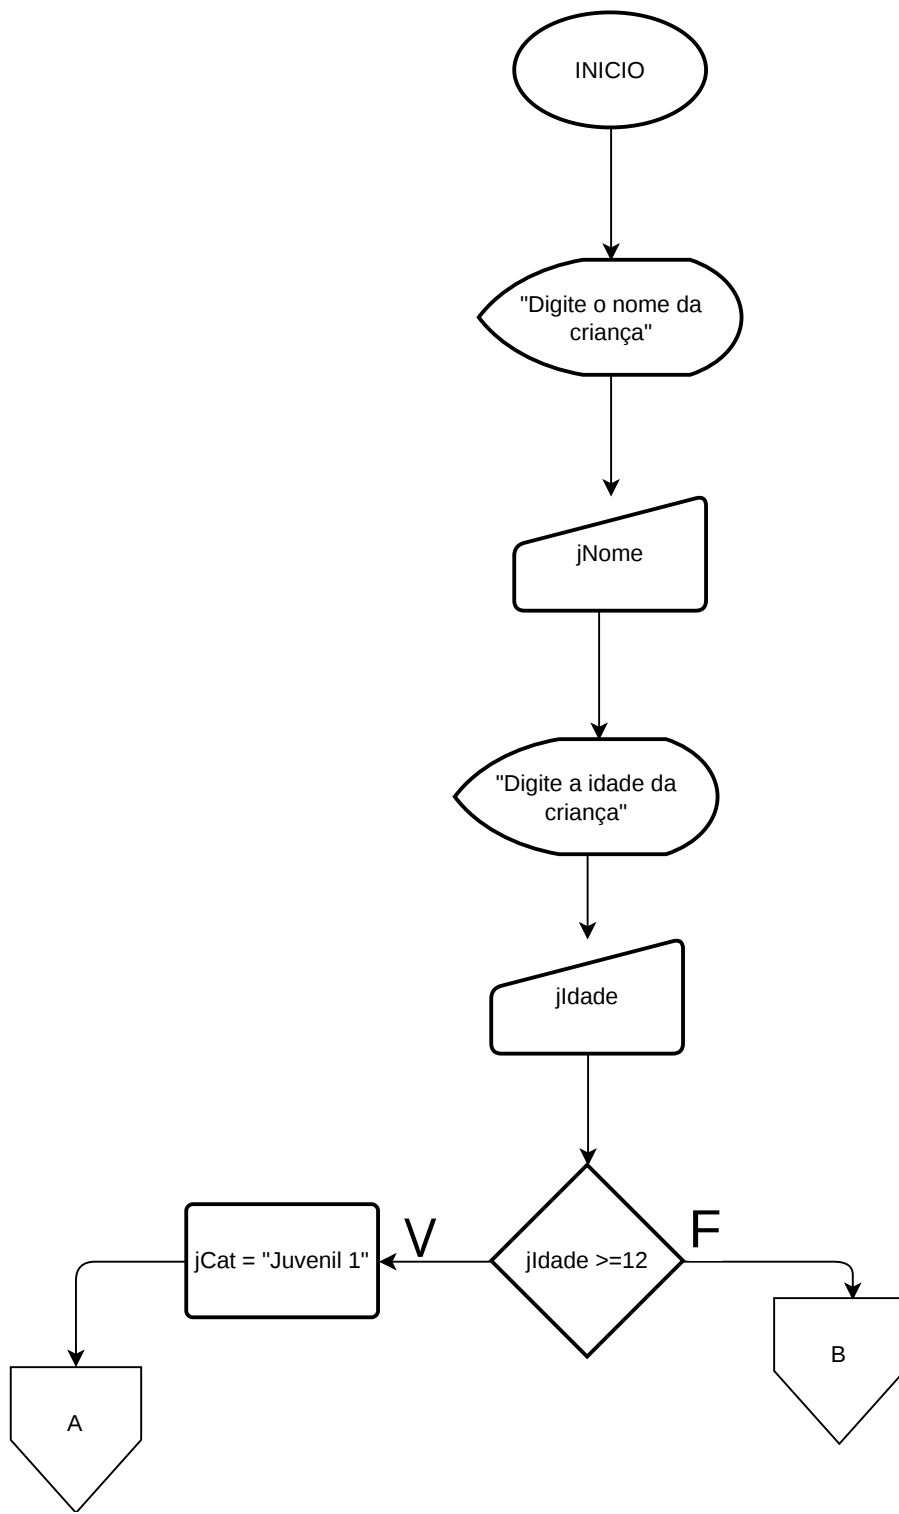 INICIO
"Digite o nome da
criança"
jNome
"Digite a idade da
criança"
jIdade
V
F
jCat = "Juvenil 1"
jIdade >=12
B
A